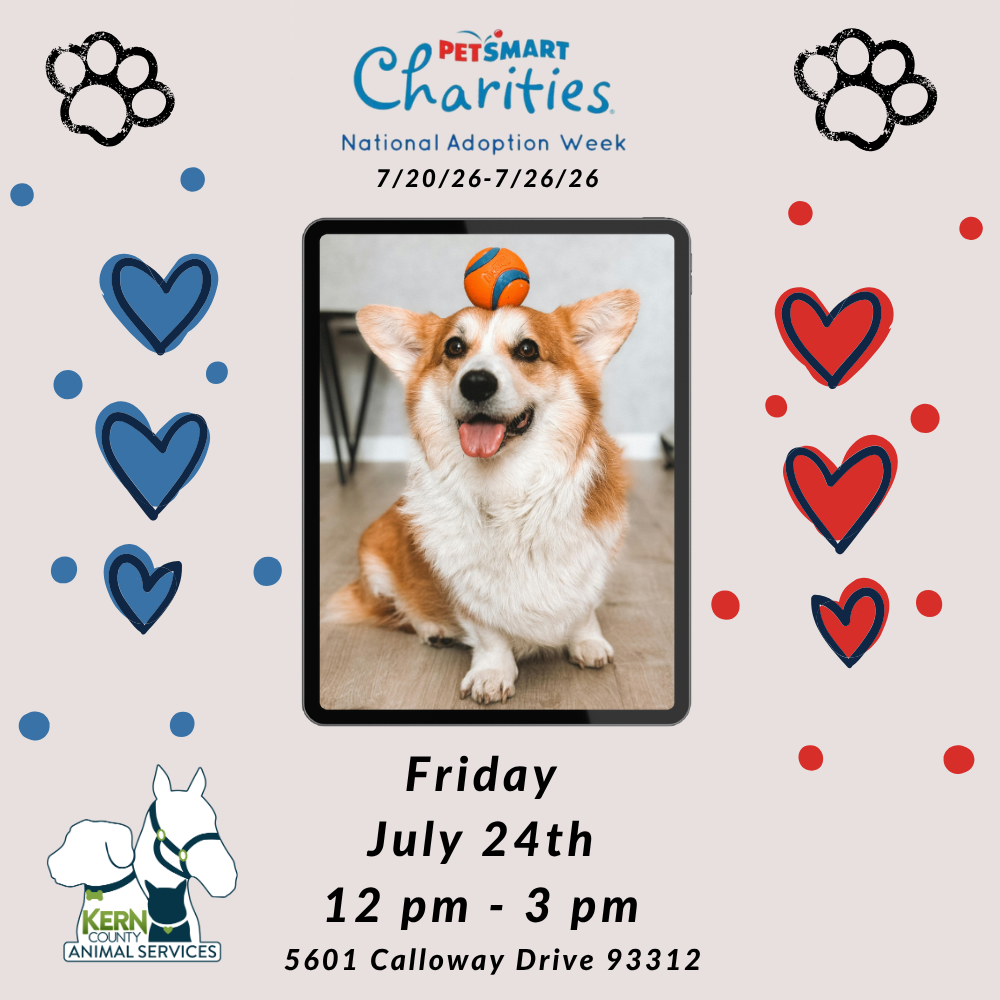 PETSMART
Charities
National Adoption Week
7/20/26-7/26/26
Friday
July 24th
12 pm - 3 pm
5601 Calloway Drive 93312
KERN
COUNTY
ANIMAL SERVICES